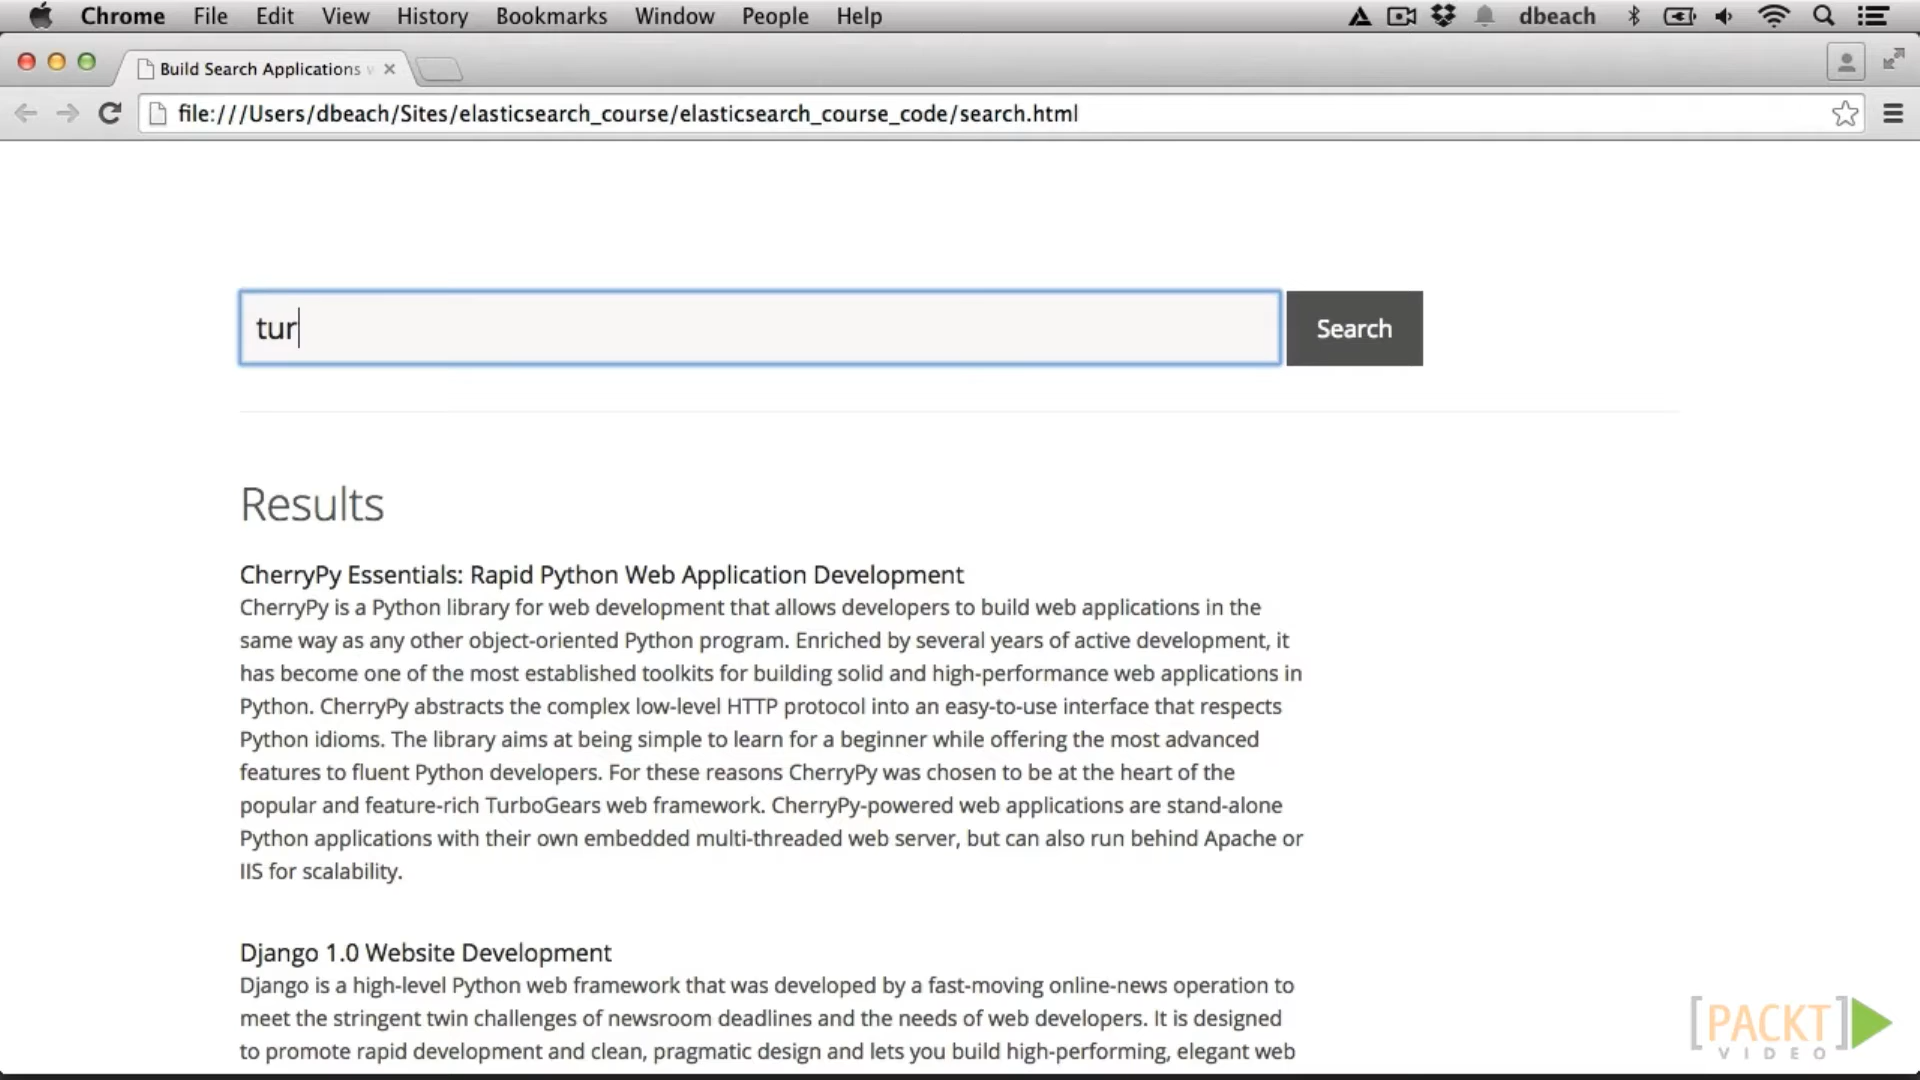 Chrome File Edit View History Bookmarks Window People Help dbeach
Build Search Applications
file:///Users/dbeach/Sites/elasticsearch_course/elasticsearch_course_code/search.html
tur
Search
Results
CherryPy Essentials: Rapid Python Web Application Development
CherryPy is a Python library for web development that allows developers to build web applications in the
same way as any other object-oriented Python program. Enriched by several years of active development, it
has become one of the most established toolkits for building solid and high-performance web applications in
Python. CherryPy abstracts the complex low-level HTTP protocol into an easy-to-use interface that respects
Python idioms. The library aims at being simple to learn for a beginner while offering the most advanced
features to fluent Python developers. For these reasons CherryPy was chosen to be at the heart of the
popular and feature-rich TurboGears web framework. CherryPy-powered web applications are stand-alone
Python applications with their own embedded multi-threaded web server, but can also run behind Apache or
IIS for scalability.
Django 1.0 Website Development
Django is a high-level Python web framework that was developed by a fast-moving online-news operation to
meet the stringent twin challenges of newsroom deadlines and the needs of web developers. It is designed
to promote rapid development and clean, pragmatic design and lets you build high-performing, elegant web
[PACKT]
VIDEO